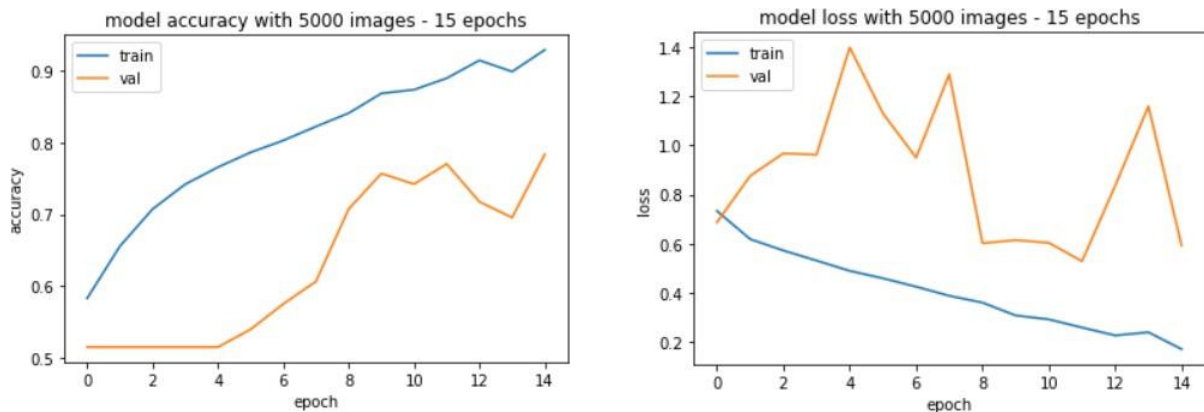 model accuracy with 5000 images - 15 epochs
train
val
0.9
0.8
0.7
0.6
0.5
accuracy
0 2 4 6 8 10 12 14
epoch
model loss with 5000 images - 15 epochs
train
val
1.4
1.2
1.0
0.8
0.6
0.4
0.2
loss
0 2 4 6 8 10 12 14
epoch